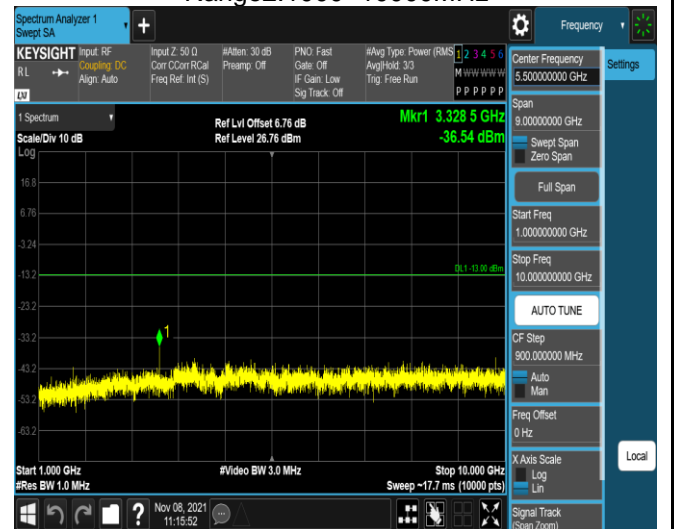 Spectrum Analyzer 1
Swept SA
Frequency
KEYSIGHT
RL
LXI
Input: RF
Coupling: DC
Align: Auto
Input Z: 50 Ω
Corr CCorr RCal
Freq Ref: Int (S)
#Atten: 30 dB
Preamp: Off
PNO: Fast
Gate: Off
IF Gain: Low
Sig Track: Off
#Avg Type: Power (RMS
Avg|Hold: 3/3
Trig: Free Run
1 2 3 4 5 6
M W W W W W
P P P P P P
Center Frequency
5.500000000 GHz
Settings
Span
9.00000000 GHz
Swept Span
Zero Span
Full Span
Start Freq
1.000000000 GHz
Stop Freq
10.000000000 GHz
AUTO TUNE
CF Step
900.000000 MHz
Auto
Man
Freq Offset
0 Hz
X Axis Scale
Log
Lin
Local
Signal Track
(Span Zoom)
1 Spectrum
Scale/Div 10 dB
Log
Ref Lvl Offset 6.76 dB
Ref Level 26.76 dBm
Mkr1 3.328 5 GHz
-36.54 dBm
16.8
6.76
-3.24
-13.2
DL1 -13.00 dBm
-23.2
-33.2
1
-43.2
-53.2
-63.2
Start 1.000 GHz
#Video BW 3.0 MHz
Stop 10.000 GHz
#Res BW 1.0 MHz
Sweep ~17.7 ms (10000 pts)
?
Nov 08, 2021
11:15:52